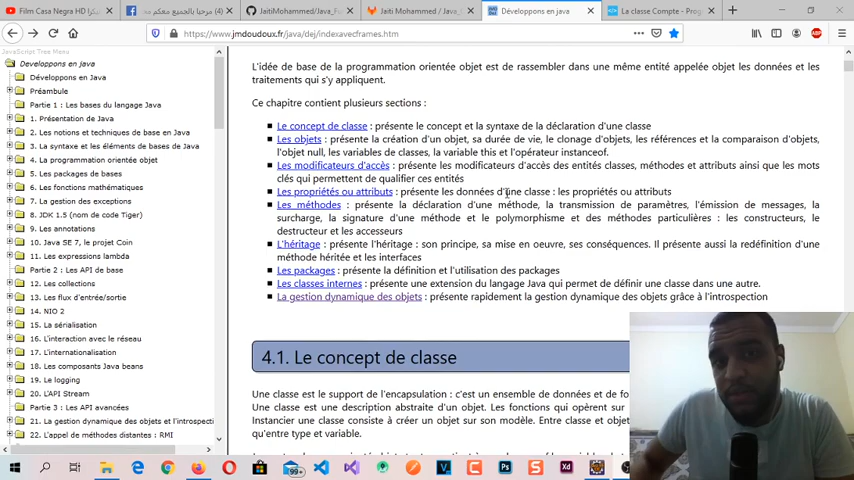 Film Casa Negra HD
(4) مرحبا بالجميع معكم
JaitiMohammed/Java_F
Jaiti Mohammed / Java_
Développons en java
La classe Compte - Prog
https://www.jmdoudoux.fr/java/dej/indexavecframes.htm
JavaScript Tree Menu
Developpons en java
Développons en Java
Préambule
Partie 1 : Les bases du langage Java
1. Présentation de Java
2. Les notions et techniques de base en Java
3. La syntaxe et les éléments de bases de Java
4. La programmation orientée objet
5. Les packages de bases
6. Les fonctions mathématiques
7. La gestion des exceptions
8. JDK 1.5 (nom de code Tiger)
9. Les annotations
10. Java SE 7, le projet Coin
11. Les expressions lambda
Partie 2 : Les API de base
12. Les collections
13. Les flux d'entrée/sortie
14. NIO 2
15. La sérialisation
16. L'interaction avec le réseau
17. L'internationalisation
18. Les composants Java beans
19. Le logging
20. L'API Stream
Partie 3 : Les API avancées
21. La gestion dynamique des objets et l'introspecti
22. L'appel de méthodes distantes : RMI
L'idée de base de la programmation orientée objet est de rassembler dans une même entité appelée objet les données et les
traitements qui s'y appliquent.
Ce chapitre contient plusieurs sections :
Le concept de classe : présente le concept et la syntaxe de la déclaration d'une classe
Les objets : présente la création d'un objet, sa durée de vie, le clonage d'objets, les références et la comparaison d'objets,
l'objet null, les variables de classes, la variable this et l'opérateur instanceof.
Les modificateurs d'accès : présente les modificateurs d'accès des entités classes, méthodes et attributs ainsi que les mots
clés qui permettent de qualifier ces entités
Les propriétés ou attributs : présente les données d'une classe : les propriétés ou attributs
Les méthodes : présente la déclaration d'une méthode, la transmission de paramètres, l'émission de messages, la
surcharge, la signature d'une méthode et le polymorphisme et des méthodes particulières : les constructeurs, le
destructeur et les accesseurs
L'héritage : présente l'héritage : son principe, sa mise en oeuvre, ses conséquences. Il présente aussi la redéfinition d'une
méthode héritée et les interfaces
Les packages : présente la définition et l'utilisation des packages
Les classes internes : présente une extension du langage Java qui permet de définir une classe dans une autre.
La gestion dynamique des objets : présente rapidement la gestion dynamique des objets grâce à l'introspection
4.1. Le concept de classe
Une classe est le support de l'encapsulation : c'est un ensemble de données et de fo
Une classe est une description abstraite d'un objet. Les fonctions qui opèrent sur
Instancier une classe consiste à créer un objet sur son modèle. Entre classe et objet
qu'entre type et variable.
99+